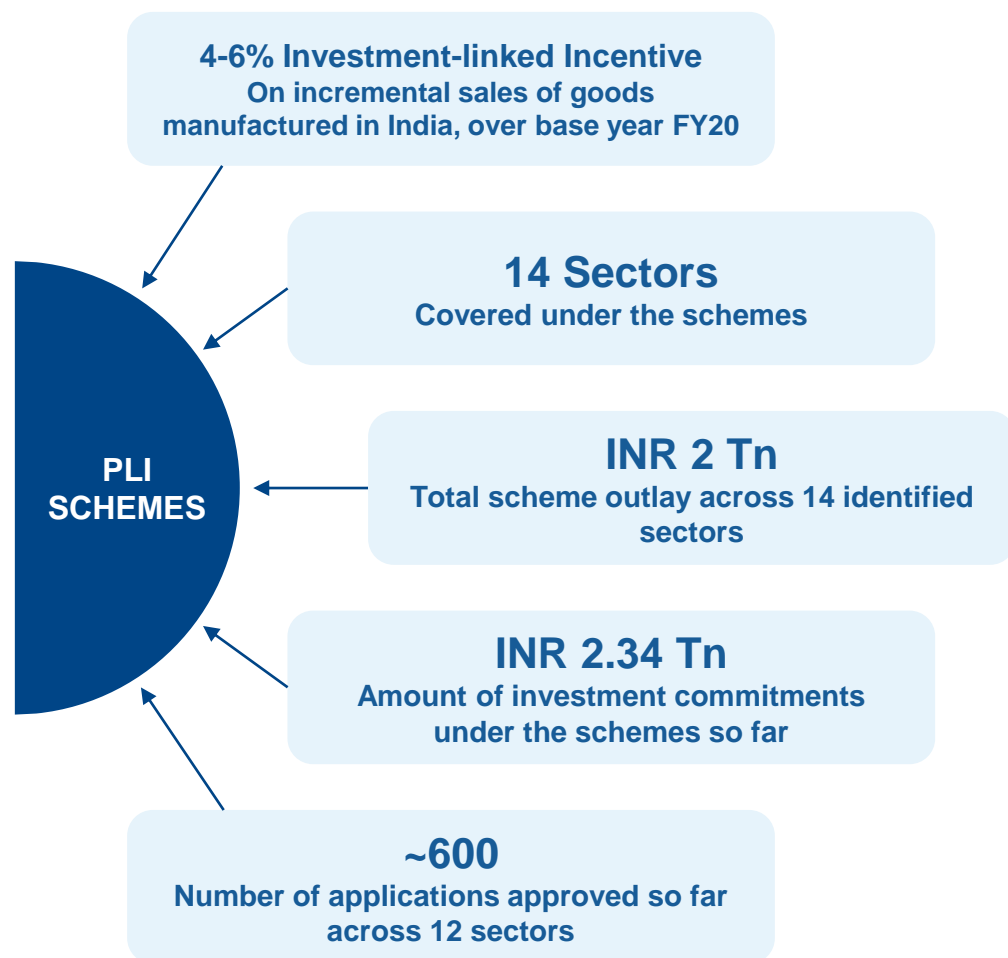 4-6% Investment-linked Incentive
On incremental sales of goods
manufactured in India, over base year FY20
14 Sectors
Covered under the schemes
PLI
SCHEMES
INR 2 Tn
Total scheme outlay across 14 identified
sectors
INR 2.34 Tn
Amount of investment commitments
under the schemes so far
~600
Number of applications approved so far
across 12 sectors